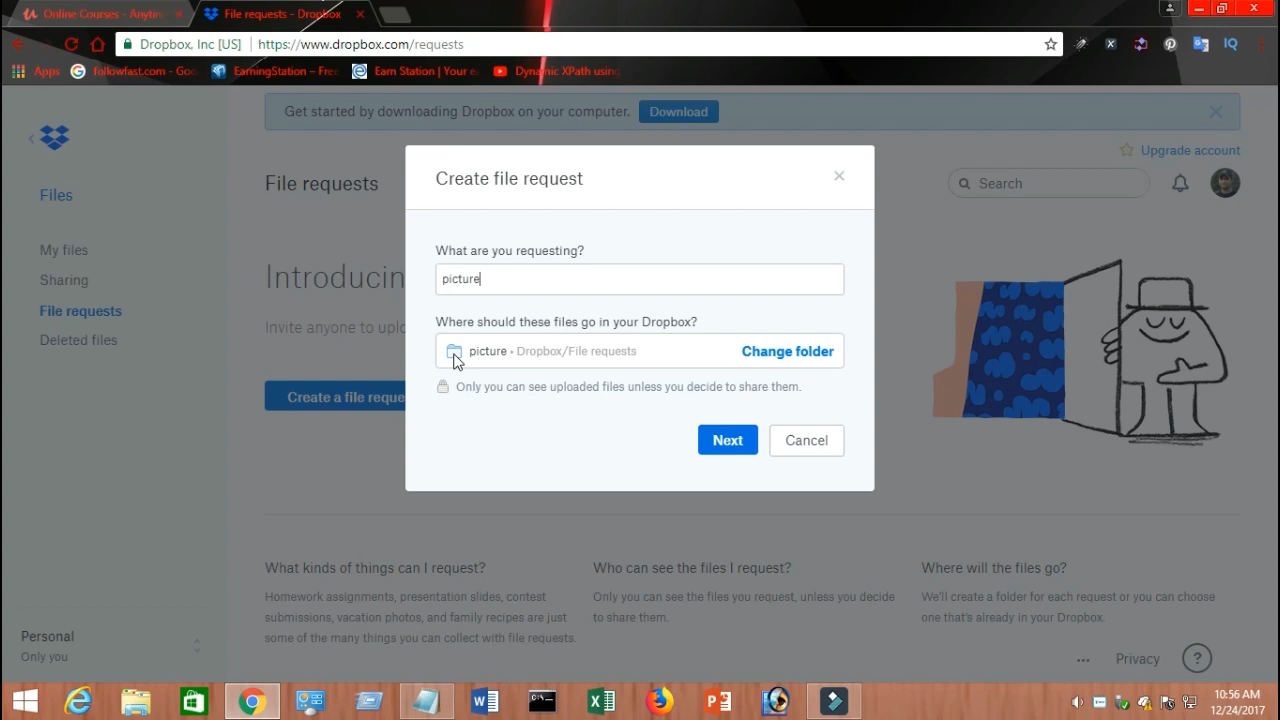 Online Courses - Anytim
File requests - Dropbox
Dropbox, Inc [US]
https://www.dropbox.com/requests
Apps
followfast.com - Goo
EarningStation – Free
Earn Station | Your ea
Dynamic XPath using
Get started by downloading Dropbox on your computer.
Download
Upgrade account
Files
My files
Sharing
File requests
Deleted files
File requests
Search
Introducin
Invite anyone to uplo
Create a file reque
Create file request
What are you requesting?
picture
Where should these files go in your Dropbox?
picture • Dropbox/File requests
Change folder
Only you can see uploaded files unless you decide to share them.
Next
Cancel
What kinds of things can I request?
Homework assignments, presentation slides, contest
submissions, vacation photos, and family recipes are just
some of the many things you can collect with file requests.
Who can see the files I request?
Only you can see the files you request, unless you decide
to share them.
Where will the files go?
We'll create a folder for each request or you can choose
one that's already in your Dropbox.
Personal
Only you
Privacy
?
10:56 AM
12/24/2017